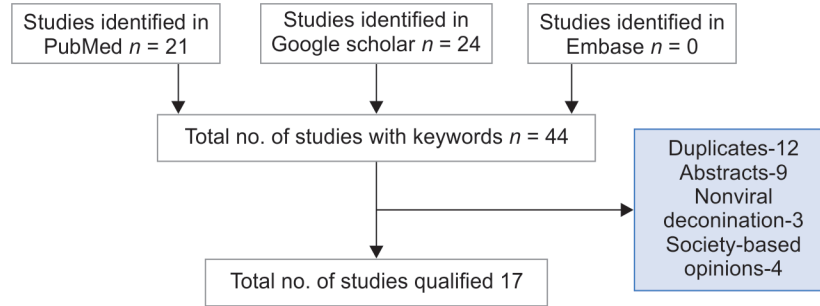 Studies identified in
PubMed n = 21
Studies identified in
Google scholar n = 24
Studies identified in
Embase n = 0
Total no. of studies with keywords n = 44
Duplicates-12
Abstracts-9
Nonviral
deconination-3
Society-based
opinions-4
Total no. of studies qualified 17